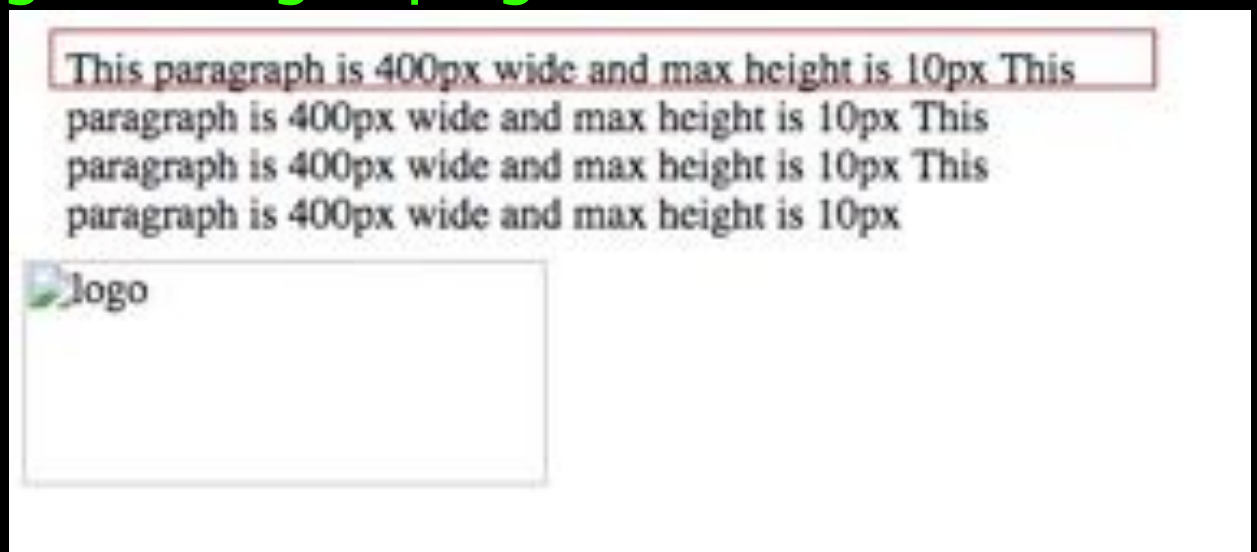 This paragraph is 400px wide and max height is 10px This
paragraph is 400px wide and max height is 10px This
paragraph is 400px wide and max height is 10px This
paragraph is 400px wide and max height is 10px
logo